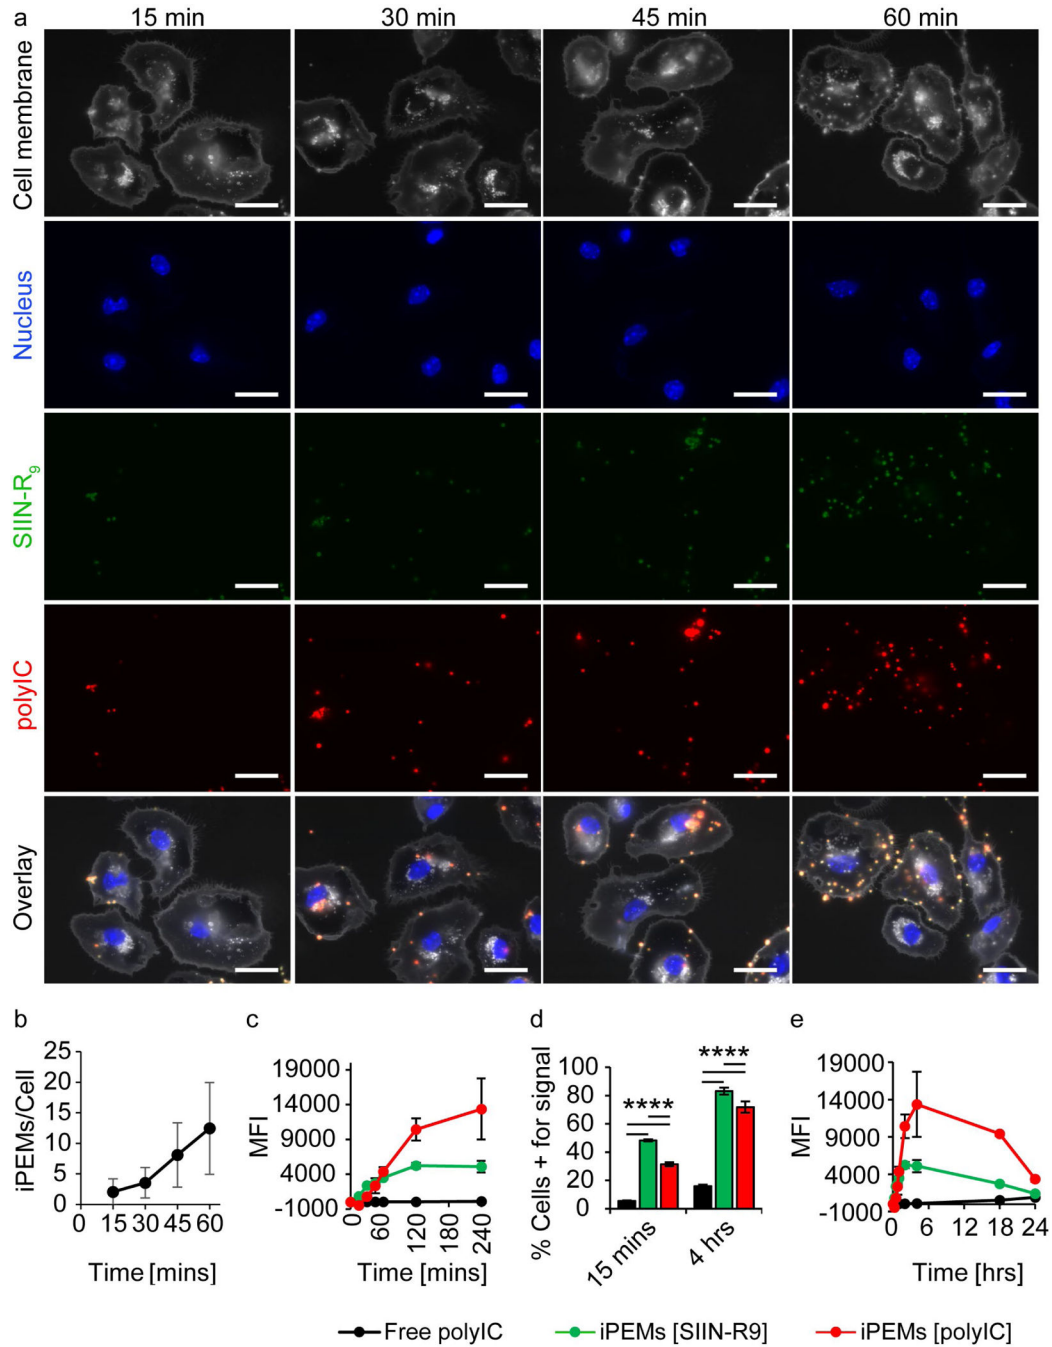 a
15 min
30 min
45 min
60 min
Cell membrane
Nucleus
SIIN-R₉
polyIC
Overlay
b
iPEMs/Cell
25
20
15
10
5
0
0
15
30
45
60
Time [mins]
c
MFI
19000
14000
9000
4000
-1000
0
60
120
180
240
Time [mins]
d
% Cells + for signal
100
80
60
40
20
0
****
****
15 mins
4 hrs
e
MFI
19000
14000
9000
4000
-1000
0
6
12
18
24
Time [hrs]
Free polyIC
iPEMs [SIIN-R9]
iPEMs [polyIC]